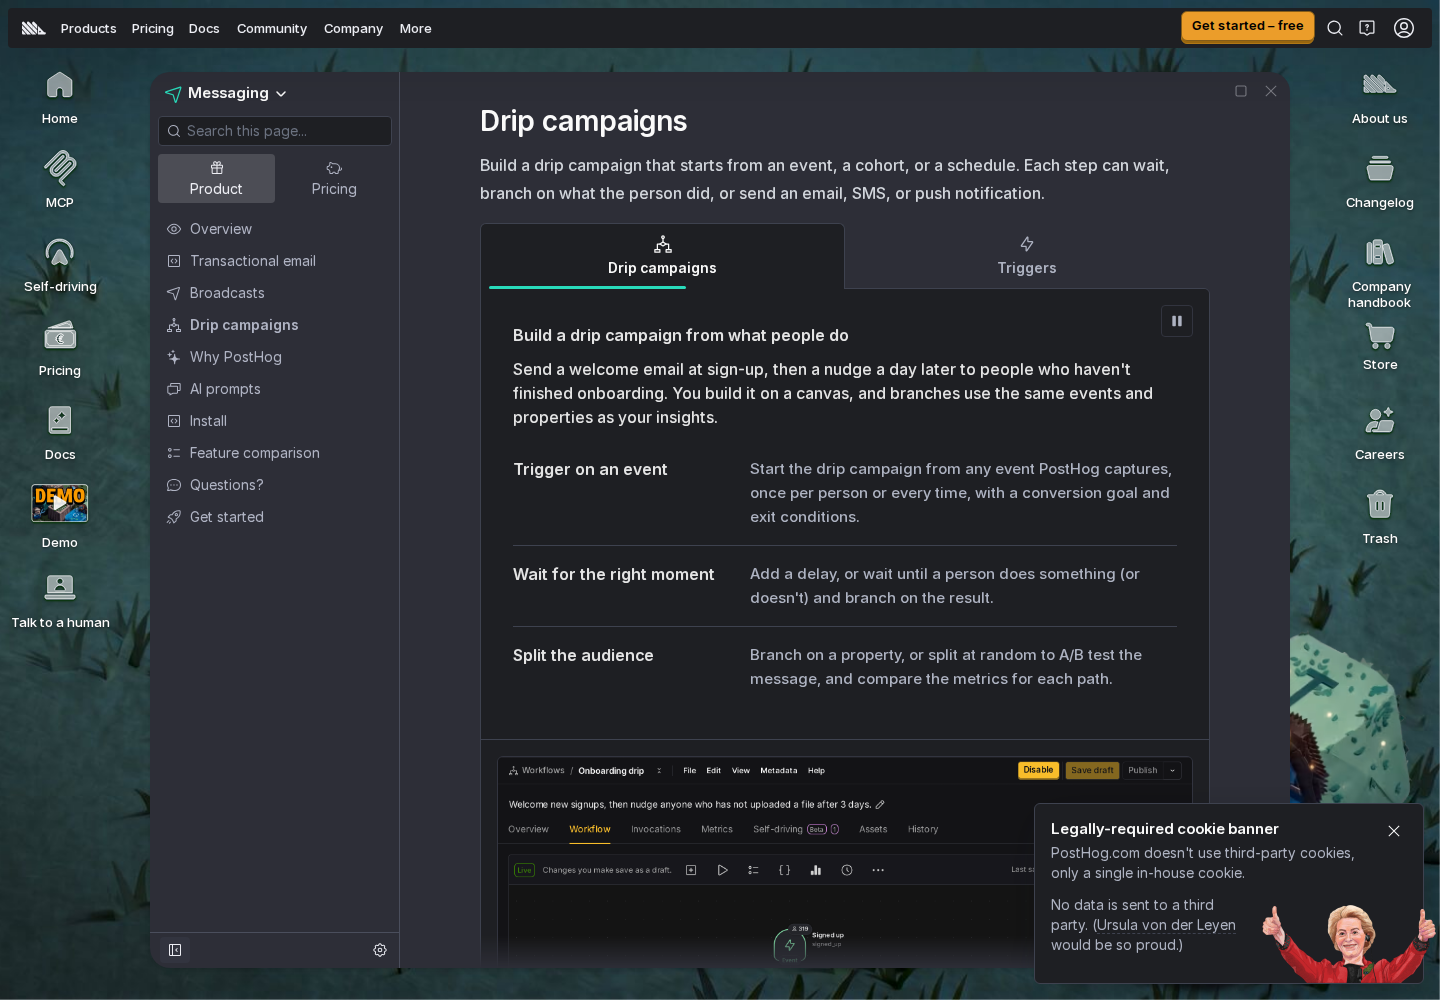 Products Pricing Docs Community Company More
Get started – free
Home
MCP
Self-driving
Pricing
Docs
DEMO
Demo
Talk to a human
Messaging
Search this page...
Product
Pricing
Overview
Transactional email
Broadcasts
Drip campaigns
Why PostHog
AI prompts
Install
Feature comparison
Questions?
Get started
Drip campaigns
Build a drip campaign that starts from an event, a cohort, or a schedule. Each step can wait,
branch on what the person did, or send an email, SMS, or push notification.
Drip campaigns
Triggers
Build a drip campaign from what people do
Send a welcome email at sign-up, then a nudge a day later to people who haven't
finished onboarding. You build it on a canvas, and branches use the same events and
properties as your insights.
Trigger on an event
Start the drip campaign from any event PostHog captures,
once per person or every time, with a conversion goal and
exit conditions.
Wait for the right moment
Add a delay, or wait until a person does something (or
doesn't) and branch on the result.
Split the audience
Branch on a property, or split at random to A/B test the
message, and compare the metrics for each path.
Workflows / Onboarding drip File Edit View Metadata Help Disable Save draft Publish
Welcome new signups, then nudge anyone who has not uploaded a file after 3 days.
Overview Workflow Invocations Metrics Self-driving Beta 1 Assets History
Live Changes you make save as a draft. Last sa
319
Signed up
signed_up
About us
Changelog
Company
handbook
Store
Careers
Trash
Legally-required cookie banner
PostHog.com doesn't use third-party cookies,
only a single in-house cookie.
No data is sent to a third
party. (Ursula von der Leyen
would be so proud.)